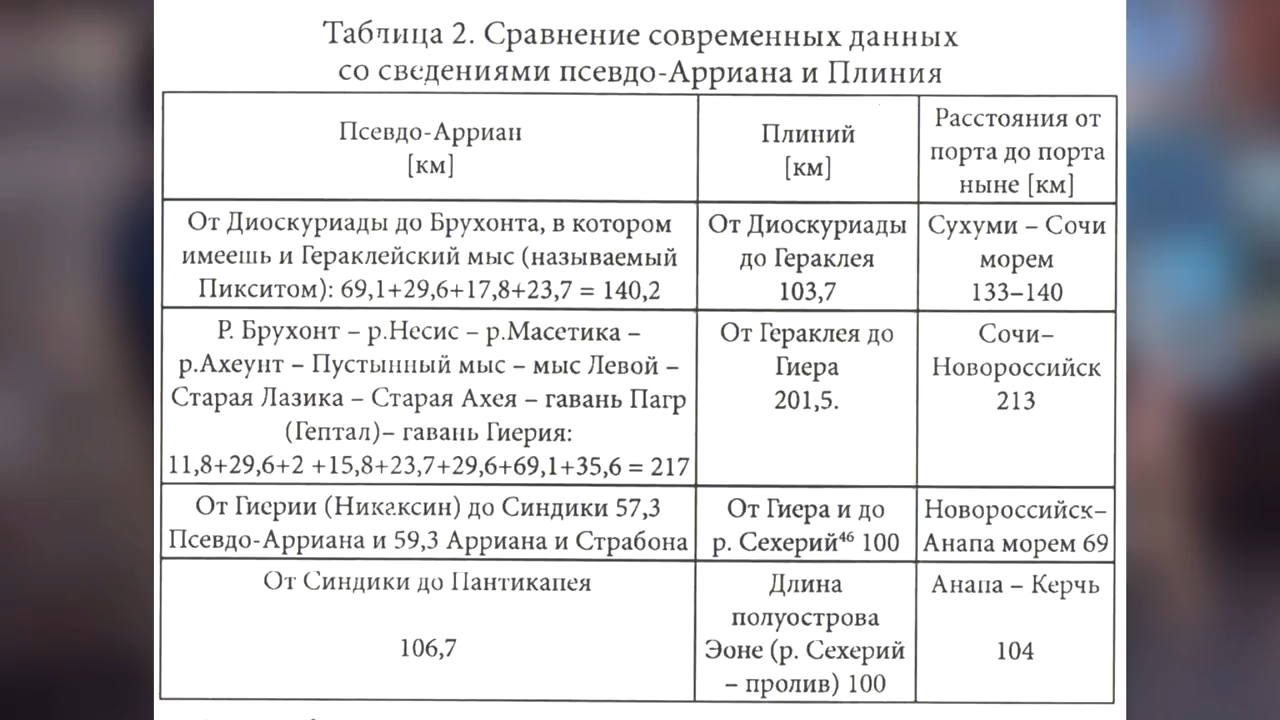 Таблица 2. Сравнение современных данных
со сведениями псевдо-Арриана и Плиния
Псевдо-Арриан
[км]
Плиний
[км]
Расстояния от
порта до порта
ныне [км]
От Диоскуриады до Брухонта, в котором
имеешь и Гераклейский мыс (называемый
Пикситом): 69,1+29,6+17,8+23,7 = 140,2
От Диоскуриады
до Гераклея
103,7
Сухуми – Сочи
морем
133–140
Р. Брухонт – р.Несис – р.Масетика –
р.Ахеунт – Пустынный мыс – мыс Левой –
Старая Лазика – Старая Ахея – гавань Пагр
(Гептал)– гавань Гиерия:
11,8+29,6+2 +15,8+23,7+29,6+69,1+35,6 = 217
От Гераклея до
Гиера
201,5.
Сочи–
Новороссийск
213
От Гиерии (Никаксин) до Синдики 57,3
Псевдо-Арриана и 59,3 Арриана и Страбона
От Гиера и до
р. Сехерий⁴⁶ 100
Новороссийск–
Анапа морем 69
От Синдики до Пантикапея
106,7
Длина
полуострова
Эоне (р. Сехерий
– пролив) 100
Анапа – Керчь
104